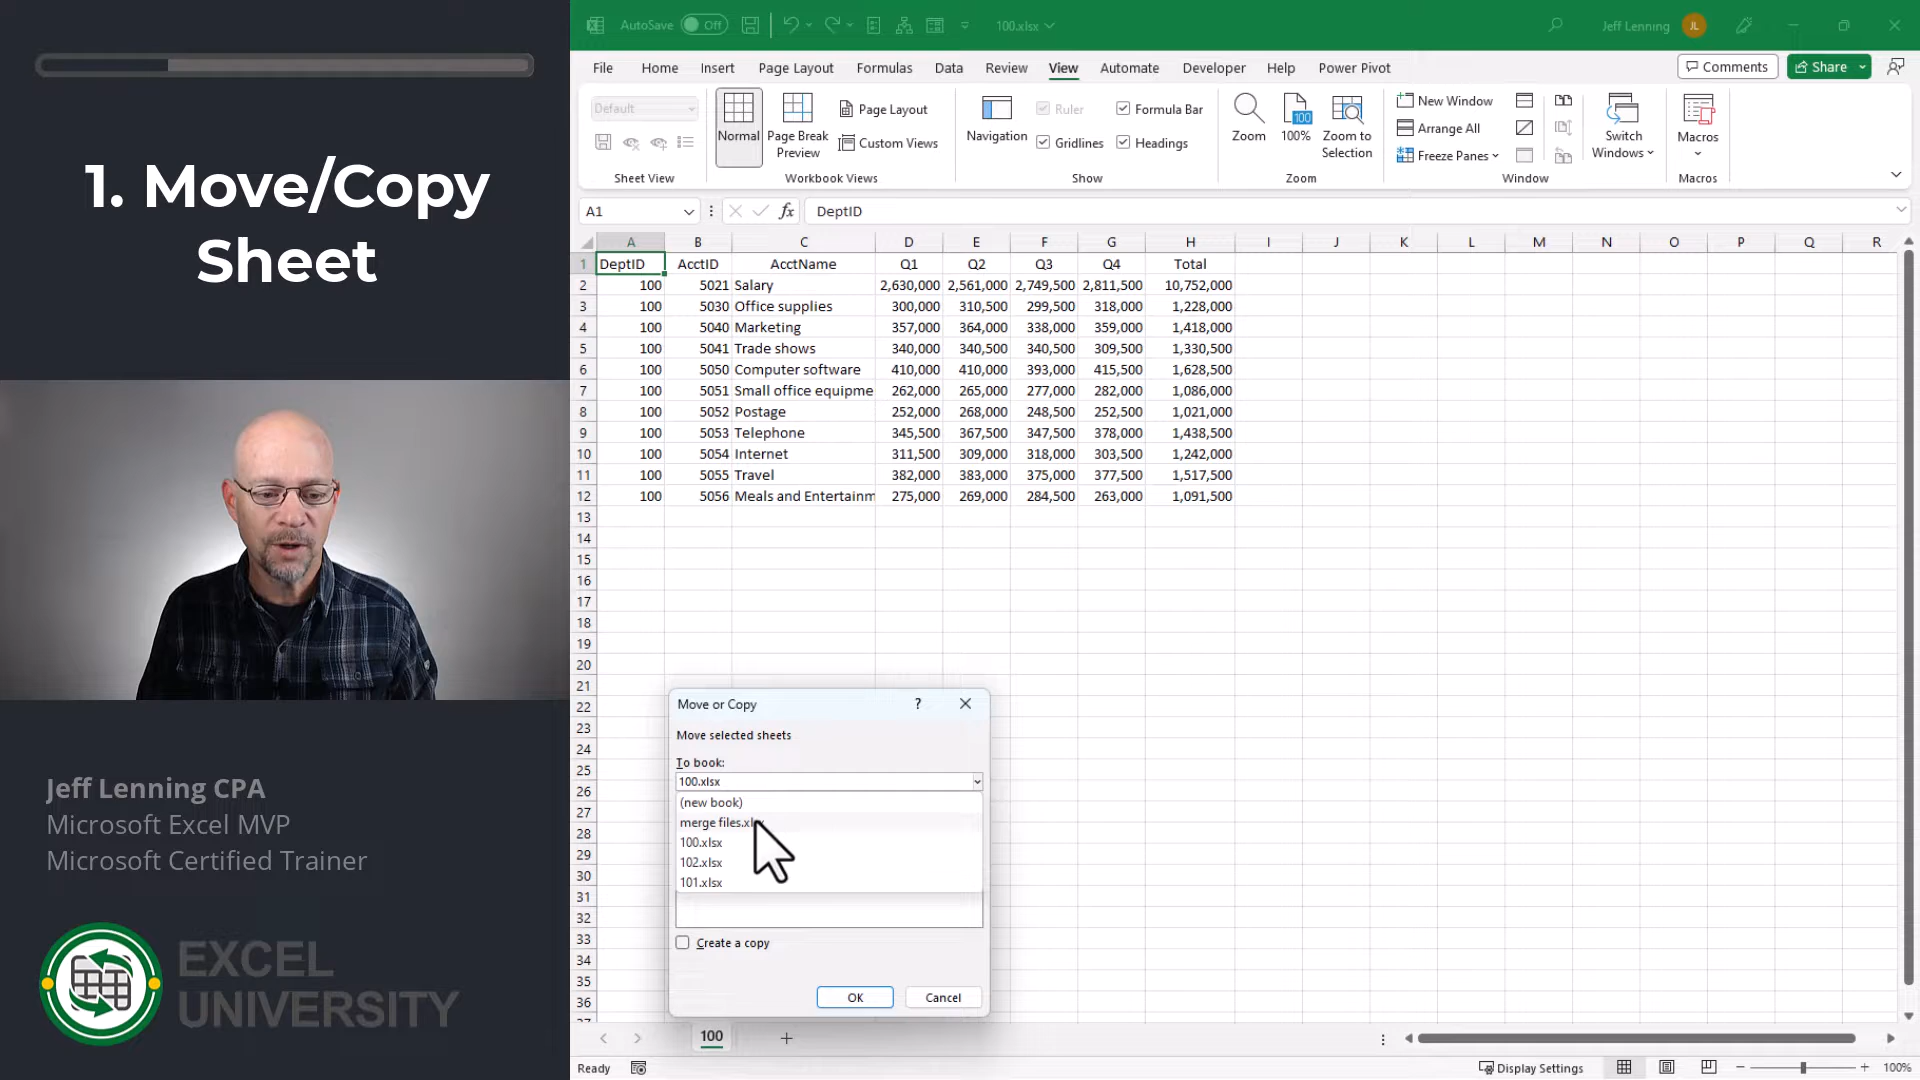 1. Move/Copy
Sheet
Jeff Lenning CPA
Microsoft Excel MVP
Microsoft Certified Trainer
EXCEL
UNIVERSITY
AutoSave Off 100.xlsx Jeff Lenning JL
File Home Insert Page Layout Formulas Data Review View Automate Developer Help Power Pivot Comments Share
Default
Sheet View
Normal
Page Break
Preview
Page Layout
Custom Views
Workbook Views
Navigation
Ruler
Gridlines
Formula Bar
Headings
Show
Zoom
100
100%
Zoom to
Selection
Zoom
New Window
Arrange All
Freeze Panes
Switch
Windows
Window
Macros
Macros
A1 fx DeptID
A B C D E F G H I J K L M N O P Q R
1 DeptID AcctID AcctName Q1 Q2 Q3 Q4 Total
2 100 5021 Salary 2,630,000 2,561,000 2,749,500 2,811,500 10,752,000
3 100 5030 Office supplies 300,000 310,500 299,500 318,000 1,228,000
4 100 5040 Marketing 357,000 364,000 338,000 359,000 1,418,000
5 100 5041 Trade shows 340,000 340,500 340,500 309,500 1,330,500
6 100 5050 Computer software 410,000 410,000 393,000 415,500 1,628,500
7 100 5051 Small office equipme 262,000 265,000 277,000 282,000 1,086,000
8 100 5052 Postage 252,000 268,000 248,500 252,500 1,021,000
9 100 5053 Telephone 345,500 367,500 347,500 378,000 1,438,500
10 100 5054 Internet 311,500 309,000 318,000 303,500 1,242,000
11 100 5055 Travel 382,000 383,000 375,000 377,500 1,517,500
12 100 5056 Meals and Entertainm 275,000 269,000 284,500 263,000 1,091,500
13
14
15
16
17
18
19
20
21
22
23
24
25
26
27
28
29
30
31
32
33
34
35
36
Move or Copy ?
Move selected sheets
To book:
100.xlsx
(new book)
merge files.xlsx
100.xlsx
102.xlsx
101.xlsx
Create a copy
OK Cancel
100
Ready Display Settings 100%